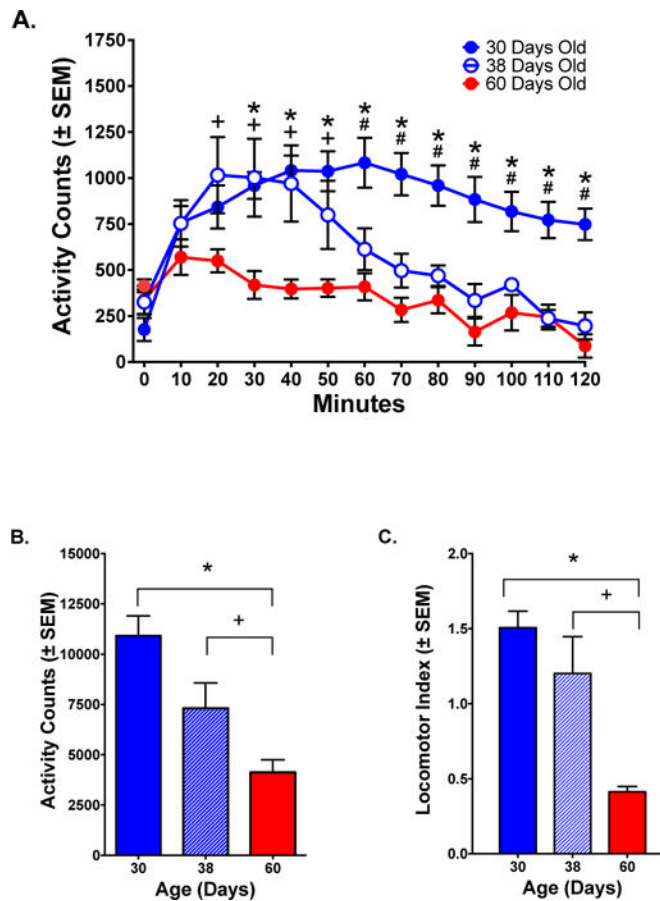 A.
1750
1500
1250
1000
750
500
250
0
Activity Counts (± SEM)
30 Days Old
38 Days Old
60 Days Old
+ * * * * * * * * * *
+ + + # # # # # # #
0 10 20 30 40 50 60 70 80 90 100 110 120
Minutes
B.
15000
12500
10000
7500
5000
2500
0
Activity Counts (± SEM)
*
+
30 38 60
Age (Days)
C.
2.0
1.5
1.0
0.5
0.0
Locomotor Index (± SEM)
*
+
30 38 60
Age (Days)